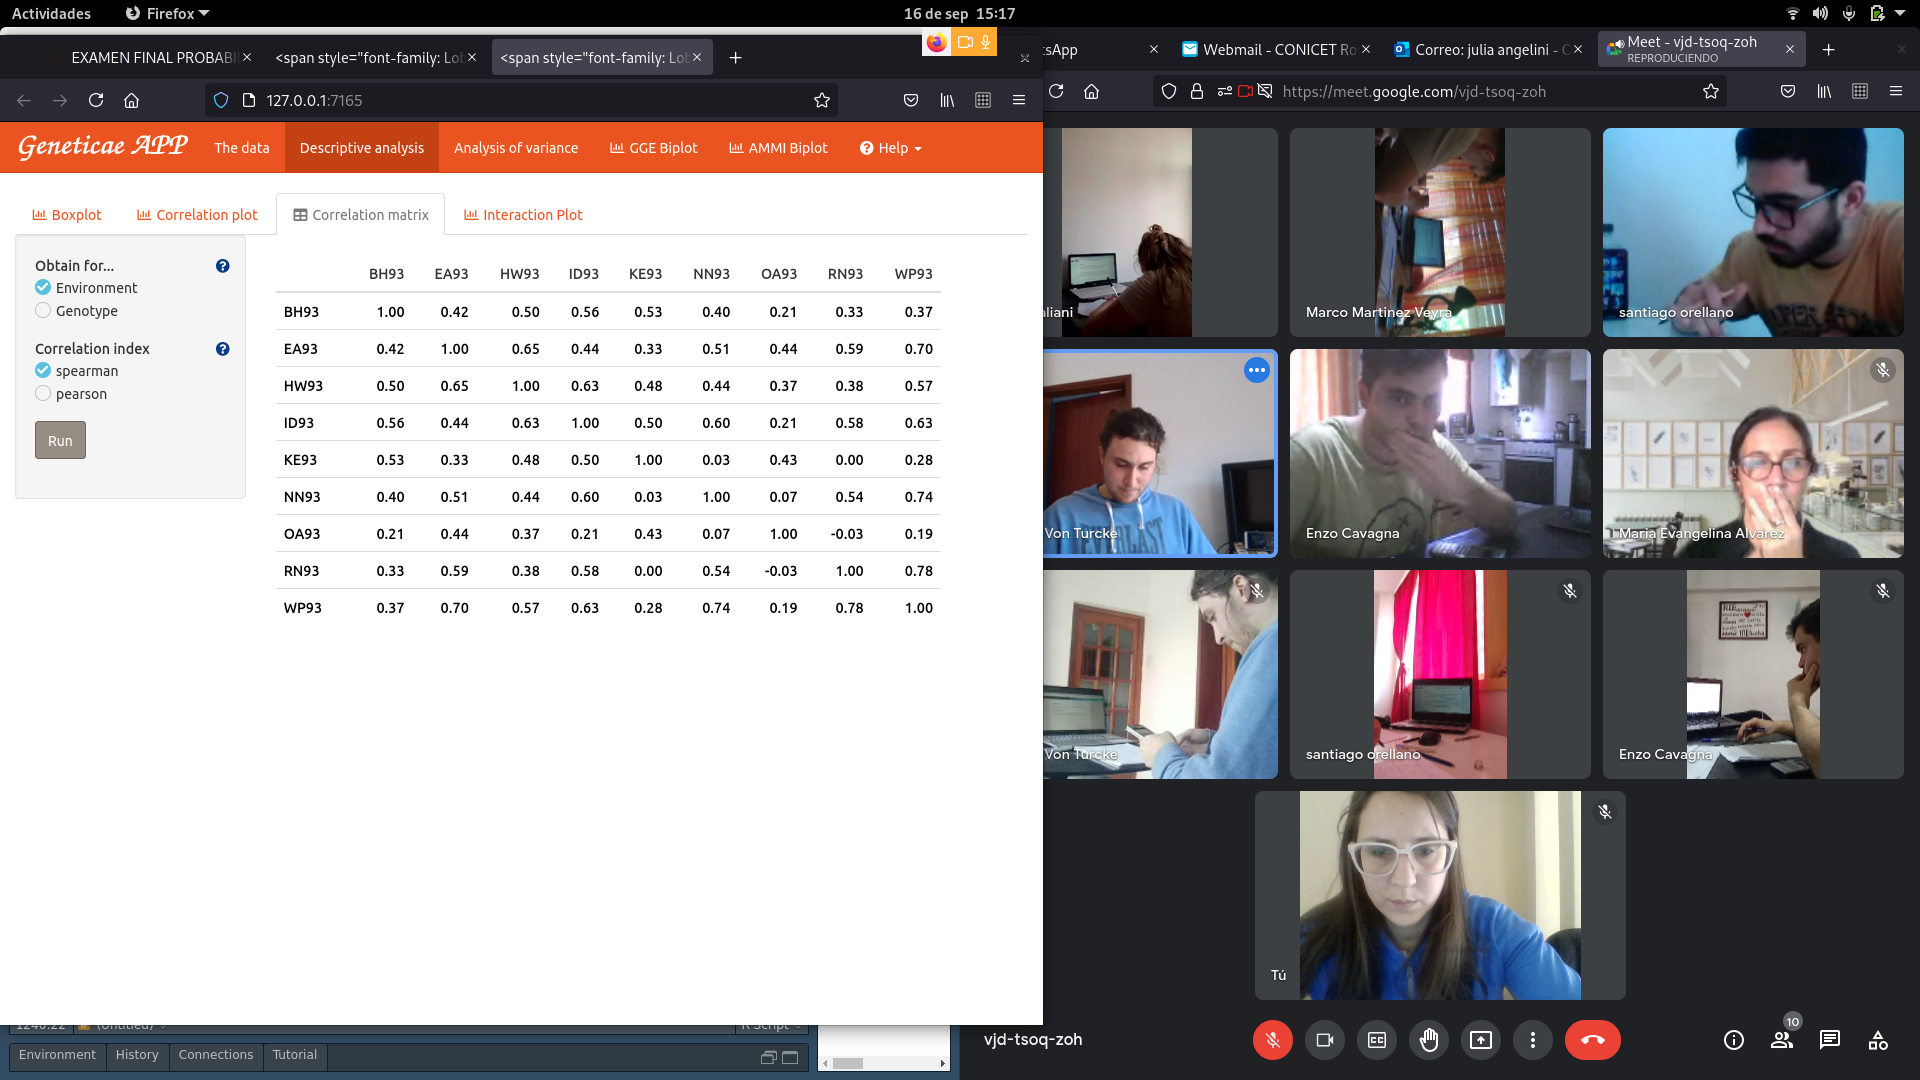 Actividades Firefox 16 de sep 15:17
EXAMEN FINAL PROBABI
<span style="font-family: Lob
<span style="font-family: Lob
127.0.0.1:7165
Geneticae APP The data Descriptive analysis Analysis of variance GGE Biplot AMMI Biplot Help
Boxplot Correlation plot Correlation matrix Interaction Plot
Obtain for...
Environment
Genotype
Correlation index
spearman
pearson
Run
BH93 EA93 HW93 ID93 KE93 NN93 OA93 RN93 WP93
BH93 1.00 0.42 0.50 0.56 0.53 0.40 0.21 0.33 0.37
EA93 0.42 1.00 0.65 0.44 0.33 0.51 0.44 0.59 0.70
HW93 0.50 0.65 1.00 0.63 0.48 0.44 0.37 0.38 0.57
ID93 0.56 0.44 0.63 1.00 0.50 0.60 0.21 0.58 0.63
KE93 0.53 0.33 0.48 0.50 1.00 0.03 0.43 0.00 0.28
NN93 0.40 0.51 0.44 0.60 0.03 1.00 0.07 0.54 0.74
OA93 0.21 0.44 0.37 0.21 0.43 0.07 1.00 -0.03 0.19
RN93 0.33 0.59 0.38 0.58 0.00 0.54 -0.03 1.00 0.78
WP93 0.37 0.70 0.57 0.63 0.28 0.74 0.19 0.78 1.00
(Untitled) R Script
Environment History Connections Tutorial
tsApp Webmail - CONICET Ro Correo: julia angelini - Meet - vjd-tsoq-zoh
REPRODUCIENDO
https://meet.google.com/vjd-tsoq-zoh
aliani
Marco Martinez Veyra
santiago orellano
Von Turcke
Enzo Cavagna
Maria Evangelina Alvarez
Von Turcke
santiago orellano
Enzo Cavagna
Tú
vjd-tsoq-zoh
10